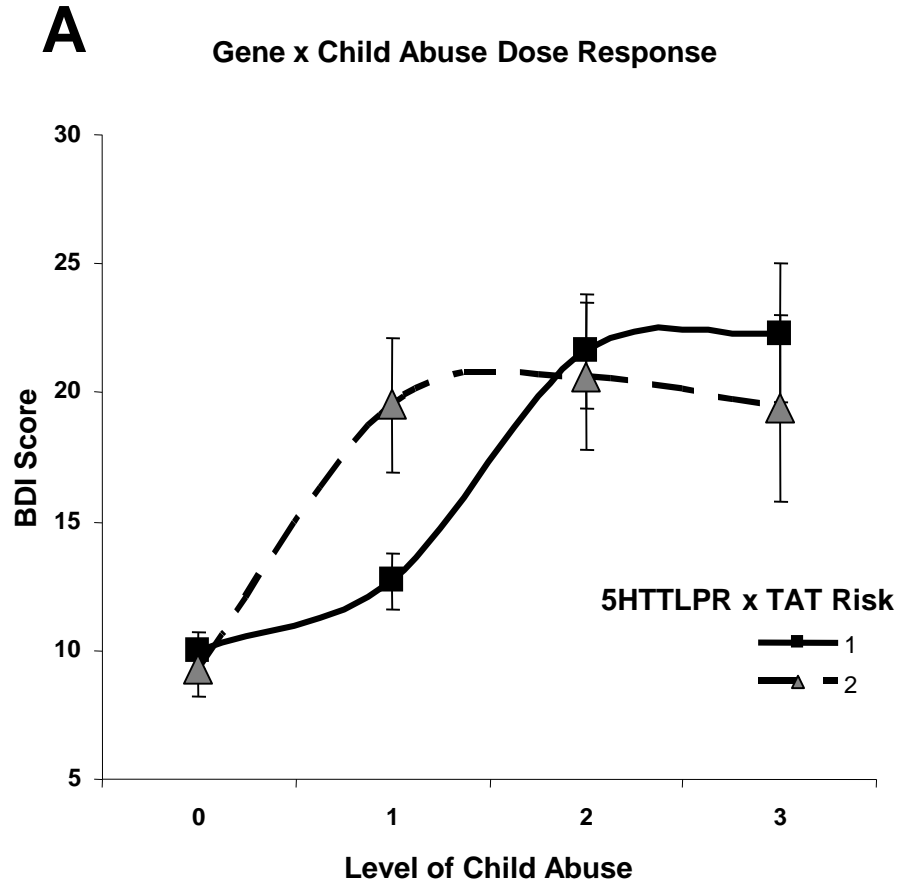 A
Gene x Child Abuse Dose Response
30
25
20
15
10
5
BDI Score
0 1 2 3
Level of Child Abuse
5HTTLPR x TAT Risk
1
2